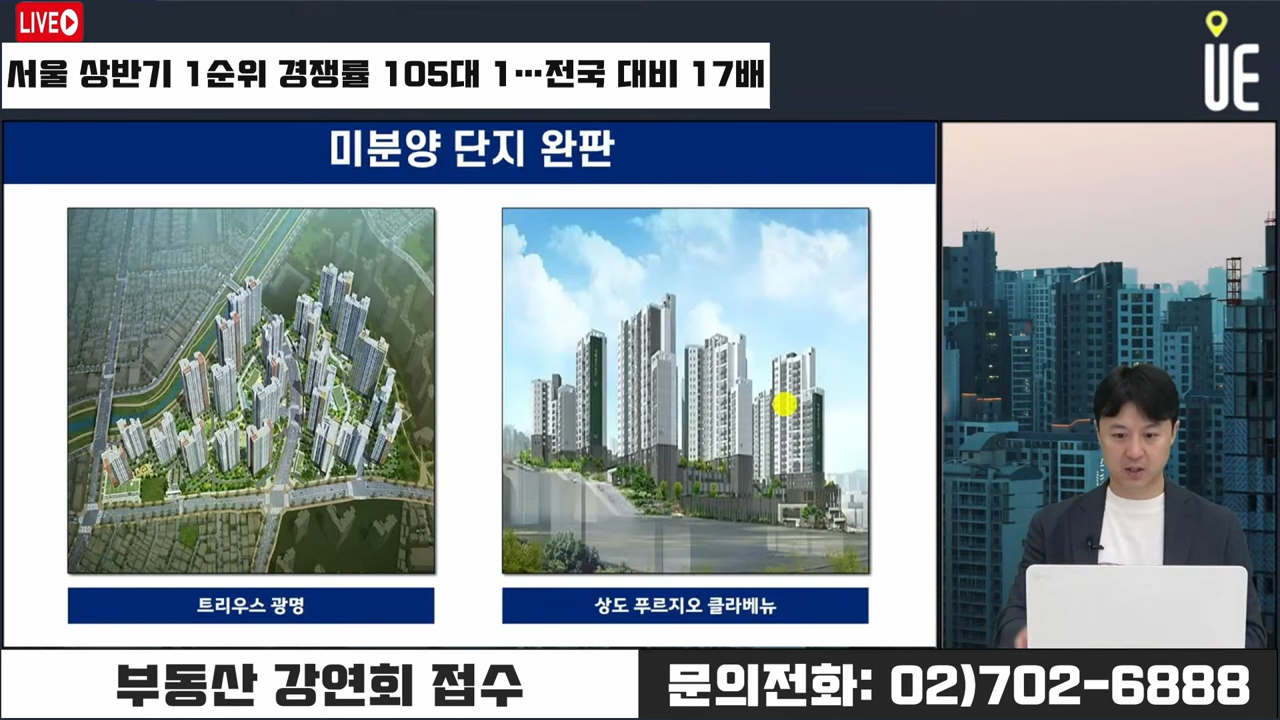 LIVE
서울 상반기 1순위 경쟁률 105대 1…전국 대비 17배
UE
미분양 단지 완판
트리우스 광명
상도 푸르지오 클라베뉴
부동산 강연회 접수
문의전화: 02)702-6888